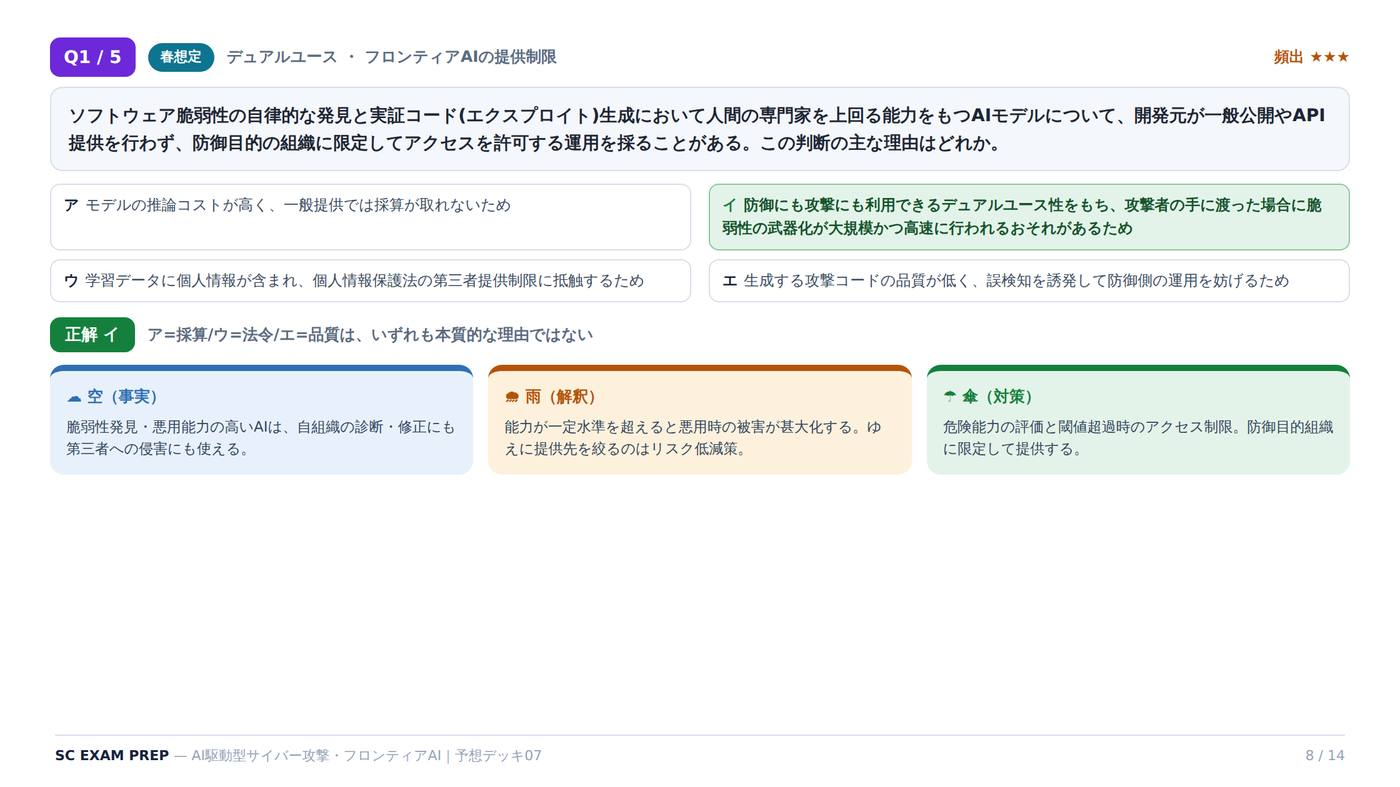 Q1 / 5
春想定
デュアルユース ・ フロンティアAIの提供制限
頻出 ★★★
ソフトウェア脆弱性の自律的な発見と実証コード(エクスプロイト)生成において人間の専門家を上回る能力をもつAIモデルについて、開発元が一般公開やAPI
提供を行わず、防御目的の組織に限定してアクセスを許可する運用を採ることがある。この判断の主な理由はどれか。
ア モデルの推論コストが高く、一般提供では採算が取れないため
イ 防御にも攻撃にも利用できるデュアルユース性をもち、攻撃者の手に渡った場合に脆
弱性の武器化が大規模かつ高速に行われるおそれがあるため
ウ 学習データに個人情報が含まれ、個人情報保護法の第三者提供制限に抵触するため
エ 生成する攻撃コードの品質が低く、誤検知を誘発して防御側の運用を妨げるため
正解 イ
ア=採算/ウ=法令/エ=品質は、いずれも本質的な理由ではない
☁ 空（事実）
脆弱性発見・悪用能力の高いAIは、自組織の診断・修正にも
第三者への侵害にも使える。
🌧 雨（解釈）
能力が一定水準を超えると悪用時の被害が甚大化する。ゆ
えに提供先を絞るのはリスク低減策。
☂ 傘（対策）
危険能力の評価と閾値超過時のアクセス制限。防御目的組織
に限定して提供する。
SC EXAM PREP — AI駆動型サイバー攻撃・フロンティアAI｜予想デッキ07
8 / 14